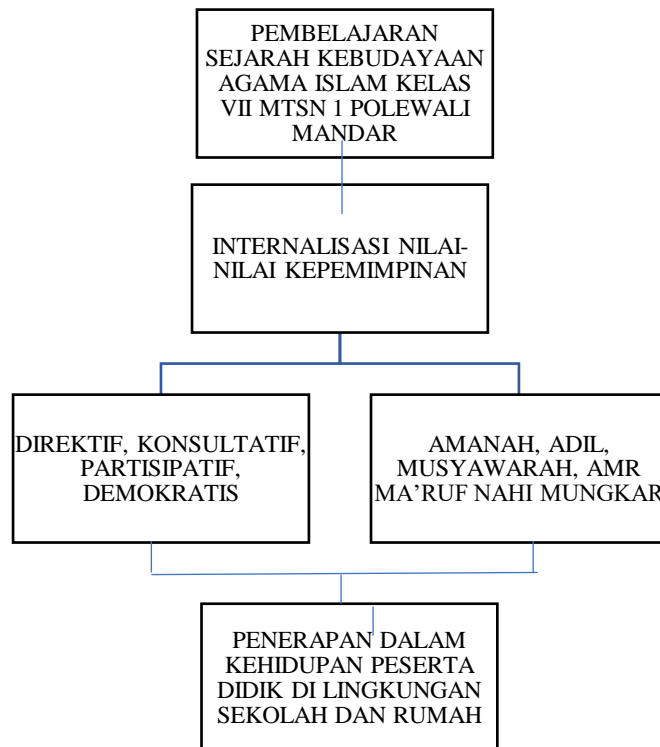 PEMBELAJARAN
SEJARAH KEBUDAYAAN
AGAMA ISLAM KELAS
VII MTSN 1 POLEWALI
MANDAR
INTERNALISASI NILAI-
NILAI KEPEMIMPINAN
DIREKTIF, KONSULTATIF,
PARTISIPATIF,
DEMOKRATIS
AMANAH, ADIL,
MUSYAWARAH, AMR
MA’RUF NAHI MUNGKAR
PENERAPAN DALAM
KEHIDUPAN PESERTA
DIDIK DI LINGKUNGAN
SEKOLAH DAN RUMAH